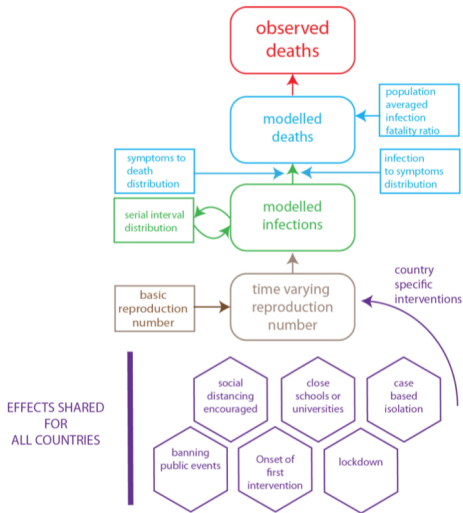 observed
deaths
modelled
deaths
population
averaged
infection
fatality ratio
symptoms to
death
distribution
infection
to symptoms
distribution
serial interval
distribution
modelled
infections
country
specific
interventions
basic
reproduction
number
time varying
reproduction
number
EFFECTS SHARED
FOR
ALL COUNTRIES
social
distancing
encouraged
close
schools or
universities
case
based
isolation
banning
public events
Onset of
first
intervention
lockdown